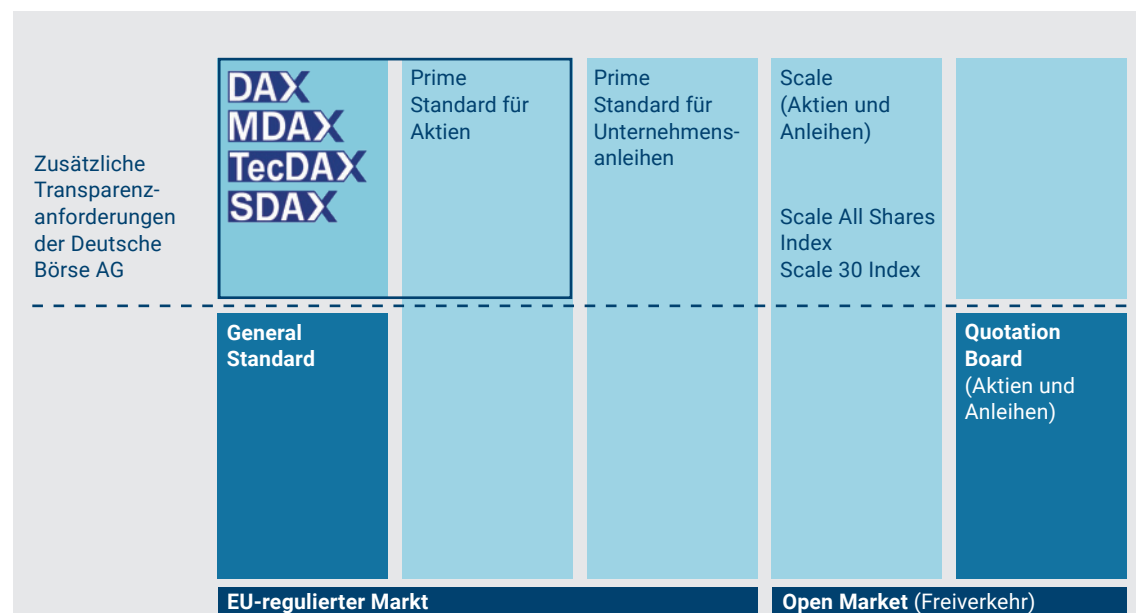 Zusätzliche
Transparenz-
anforderungen
der Deutsche
Börse AG
DAX
MDAX
TecDAX
SDAX
Prime
Standard für
Aktien
Prime
Standard für
Unternehmens-
anleihen
Scale
(Aktien und
Anleihen)
Scale All Shares
Index
Scale 30 Index
General
Standard
Quotation
Board
(Aktien und
Anleihen)
EU-regulierter Markt
Open Market (Freiverkehr)